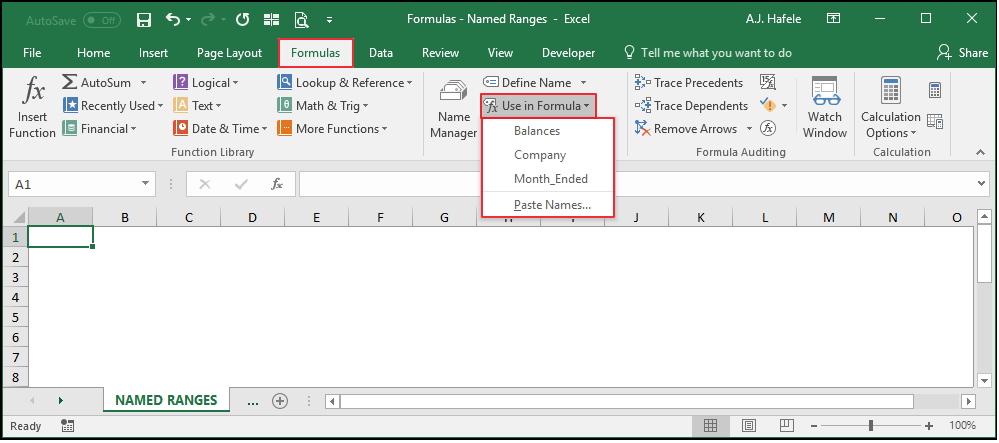 AutoSave Off Formulas - Named Ranges - Excel A.J. Hafele
File Home Insert Page Layout Formulas Data Review View Developer Tell me what you want to do Share
fx Insert Function
AutoSum
Recently Used
Financial
Logical
Text
Date & Time
Lookup & Reference
Math & Trig
More Functions
Function Library
Name Manager
Define Name
Use in Formula
Balances
Company
Month_Ended
Paste Names...
Trace Precedents
Trace Dependents
Remove Arrows
Formula Auditing
Watch Window
Calculation Options
Calculation
A1 fx
A B C D E F G H I J K L M N O
1
2
3
4
5
6
7
8
NAMED RANGES ...
Ready 100%